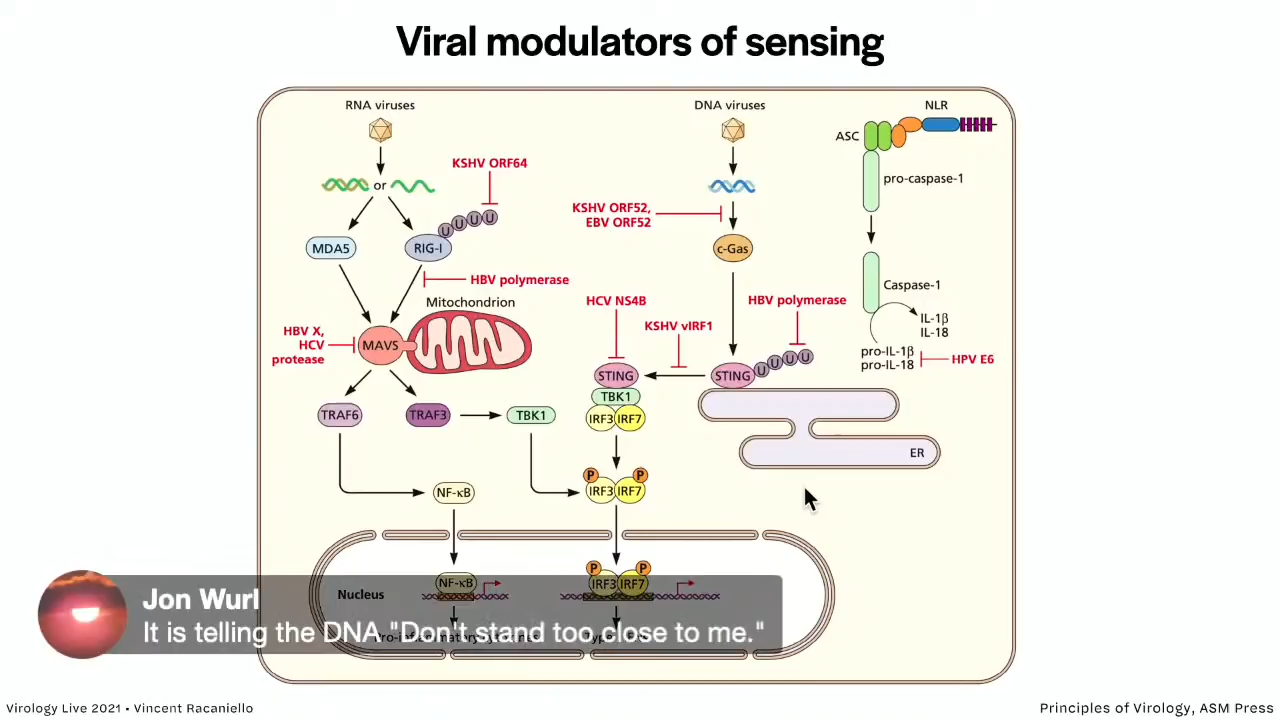 Viral modulators of sensing
RNA viruses
DNA viruses
NLR
ASC
KSHV ORF64
pro-caspase-1
or
U U U U
KSHV ORF52,
EBV ORF52
MDA5
RIG-I
c-Gas
HBV polymerase
Caspase-1
Mitochondrion
HCV NS4B
HBV polymerase
KSHV vIRF1
IL-1β
IL-18
HBV X,
HCV
protease
MAVS
pro-IL-1β
pro-IL-18
HPV E6
STING
STING
U U U U
TBK1
TRAF6
TRAF3
TBK1
IRF3 IRF7
ER
P P
NF-κB
IRF3 IRF7
P P
NF-κB
IRF3 IRF7
Nucleus
Jon Wurl
It is telling the DNA "Don't stand too close to me."
Virology Live 2021 • Vincent Racaniello
Principles of Virology, ASM Press